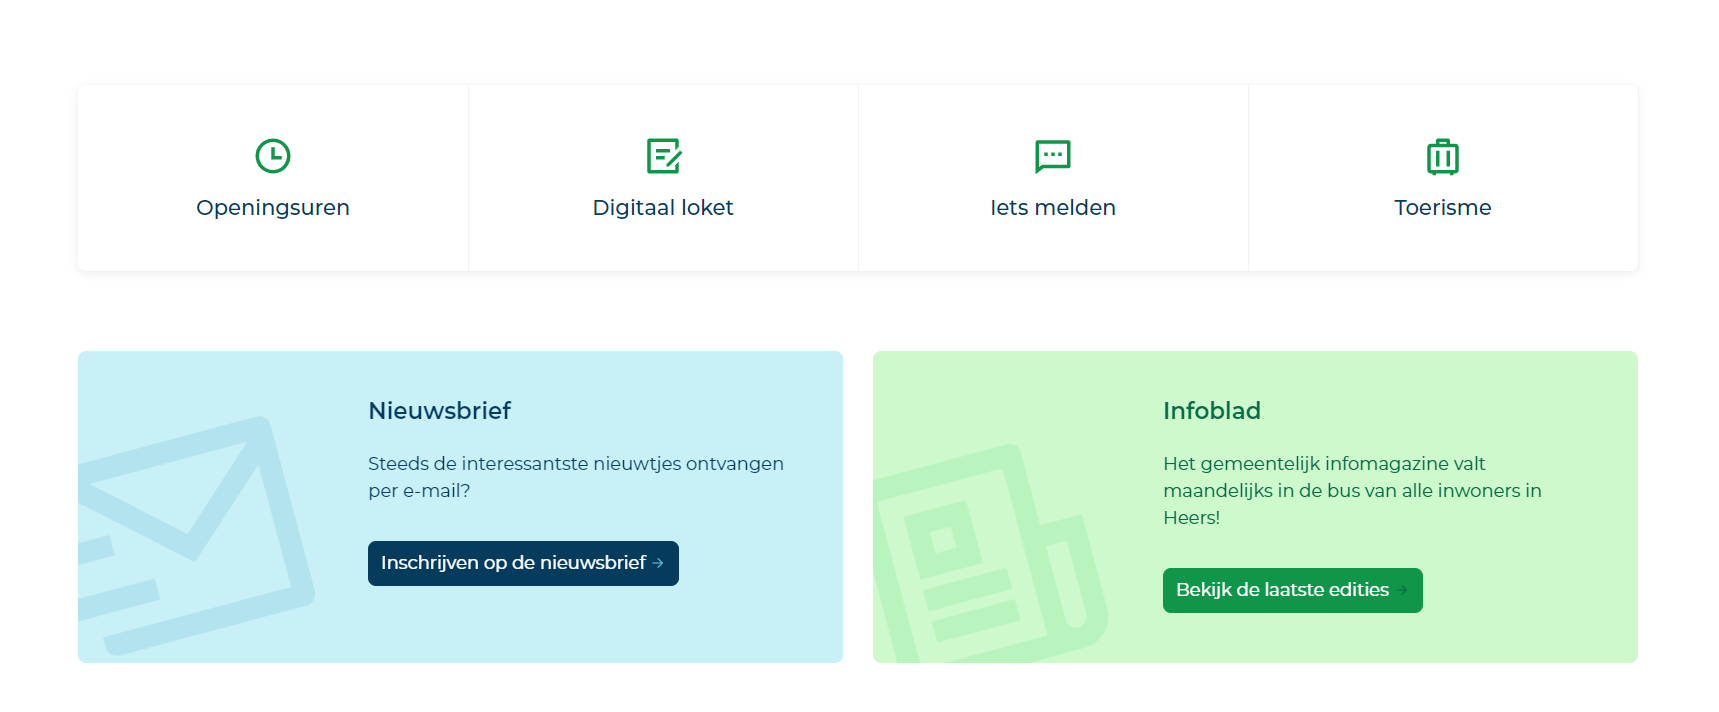 Openingsuren
Digitaal loket
Iets melden
Toerisme
Nieuwsbrief
Steeds de interessantste nieuwtjes ontvangen
per e-mail?
Inschrijven op de nieuwsbrief →
Infoblad
Het gemeentelijk infomagazine valt
maandelijks in de bus van alle inwoners in
Heers!
Bekijk de laatste edities →